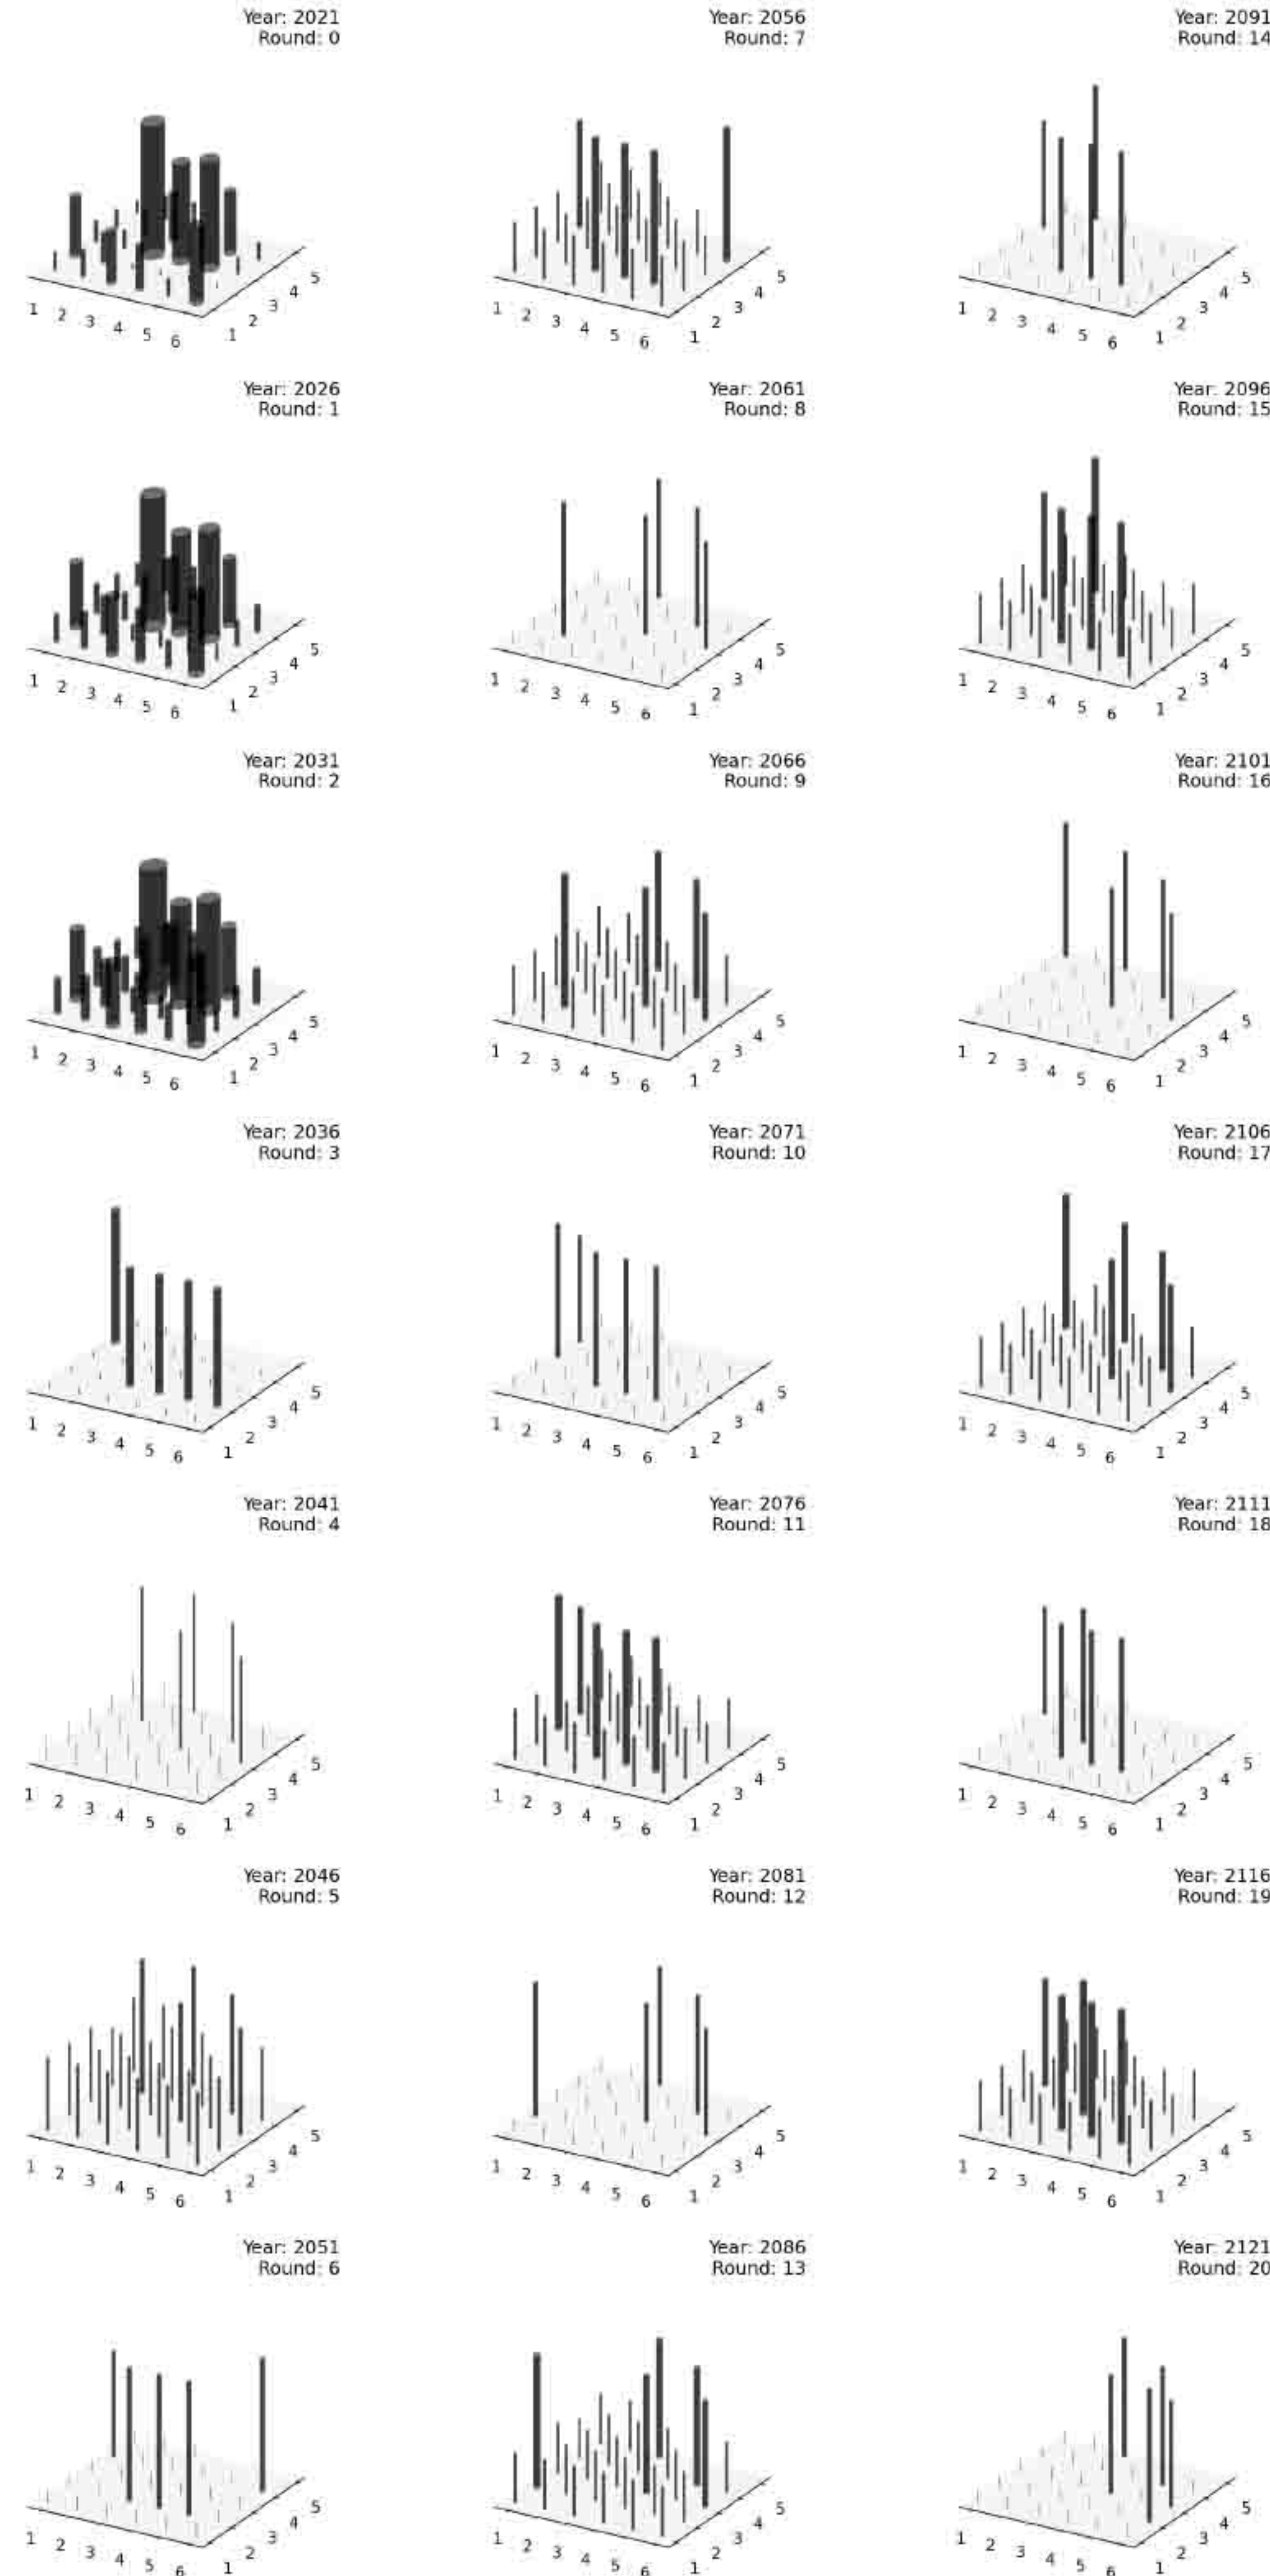 Year: 2021
Round: 0
1 2 3 4 5 6
1 2 3 4 5
Year: 2026
Round: 1
1 2 3 4 5 6
1 2 3 4 5
Year: 2031
Round: 2
1 2 3 4 5 6
1 2 3 4 5
Year: 2036
Round: 3
1 2 3 4 5 6
1 2 3 4 5
Year: 2041
Round: 4
1 2 3 4 5 6
1 2 3 4 5
Year: 2046
Round: 5
1 2 3 4 5 6
1 2 3 4 5
Year: 2051
Round: 6
1 2 3 4 5 6
1 2 3 4 5
Year: 2056
Round: 7
1 2 3 4 5 6
1 2 3 4 5
Year: 2061
Round: 8
1 2 3 4 5 6
1 2 3 4 5
Year: 2066
Round: 9
1 2 3 4 5 6
1 2 3 4 5
Year: 2071
Round: 10
1 2 3 4 5 6
1 2 3 4 5
Year: 2076
Round: 11
1 2 3 4 5 6
1 2 3 4 5
Year: 2081
Round: 12
1 2 3 4 5 6
1 2 3 4 5
Year: 2086
Round: 13
1 2 3 4 5 6
1 2 3 4 5
Year: 2091
Round: 14
1 2 3 4 5 6
1 2 3 4 5
Year: 2096
Round: 15
1 2 3 4 5 6
1 2 3 4 5
Year: 2101
Round: 16
1 2 3 4 5 6
1 2 3 4 5
Year: 2106
Round: 17
1 2 3 4 5 6
1 2 3 4 5
Year: 2111
Round: 18
1 2 3 4 5 6
1 2 3 4 5
Year: 2116
Round: 19
1 2 3 4 5 6
1 2 3 4 5
Year: 2121
Round: 20
1 2 3 4 5 6
1 2 3 4 5